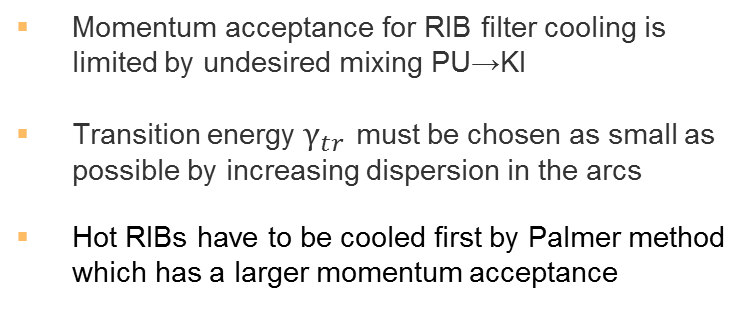 ▪ Momentum acceptance for RIB filter cooling is
limited by undesired mixing PU→KI
▪ Transition energy γ_tr must be chosen as small as
possible by increasing dispersion in the arcs
▪ Hot RIBs have to be cooled first by Palmer method
which has a larger momentum acceptance